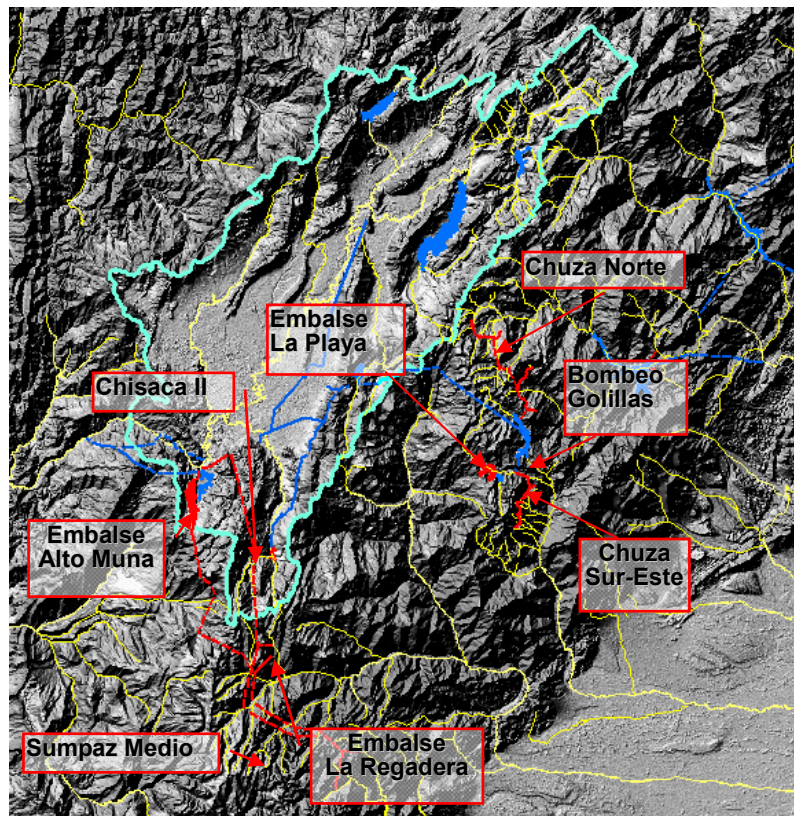 Chuza Norte
Embalse
La Playa
Bombeo
Golillas
Chisaca II
Embalse
Alto Muna
Chuza
Sur-Este
Sumpaz Medio
Embalse
La Regadera